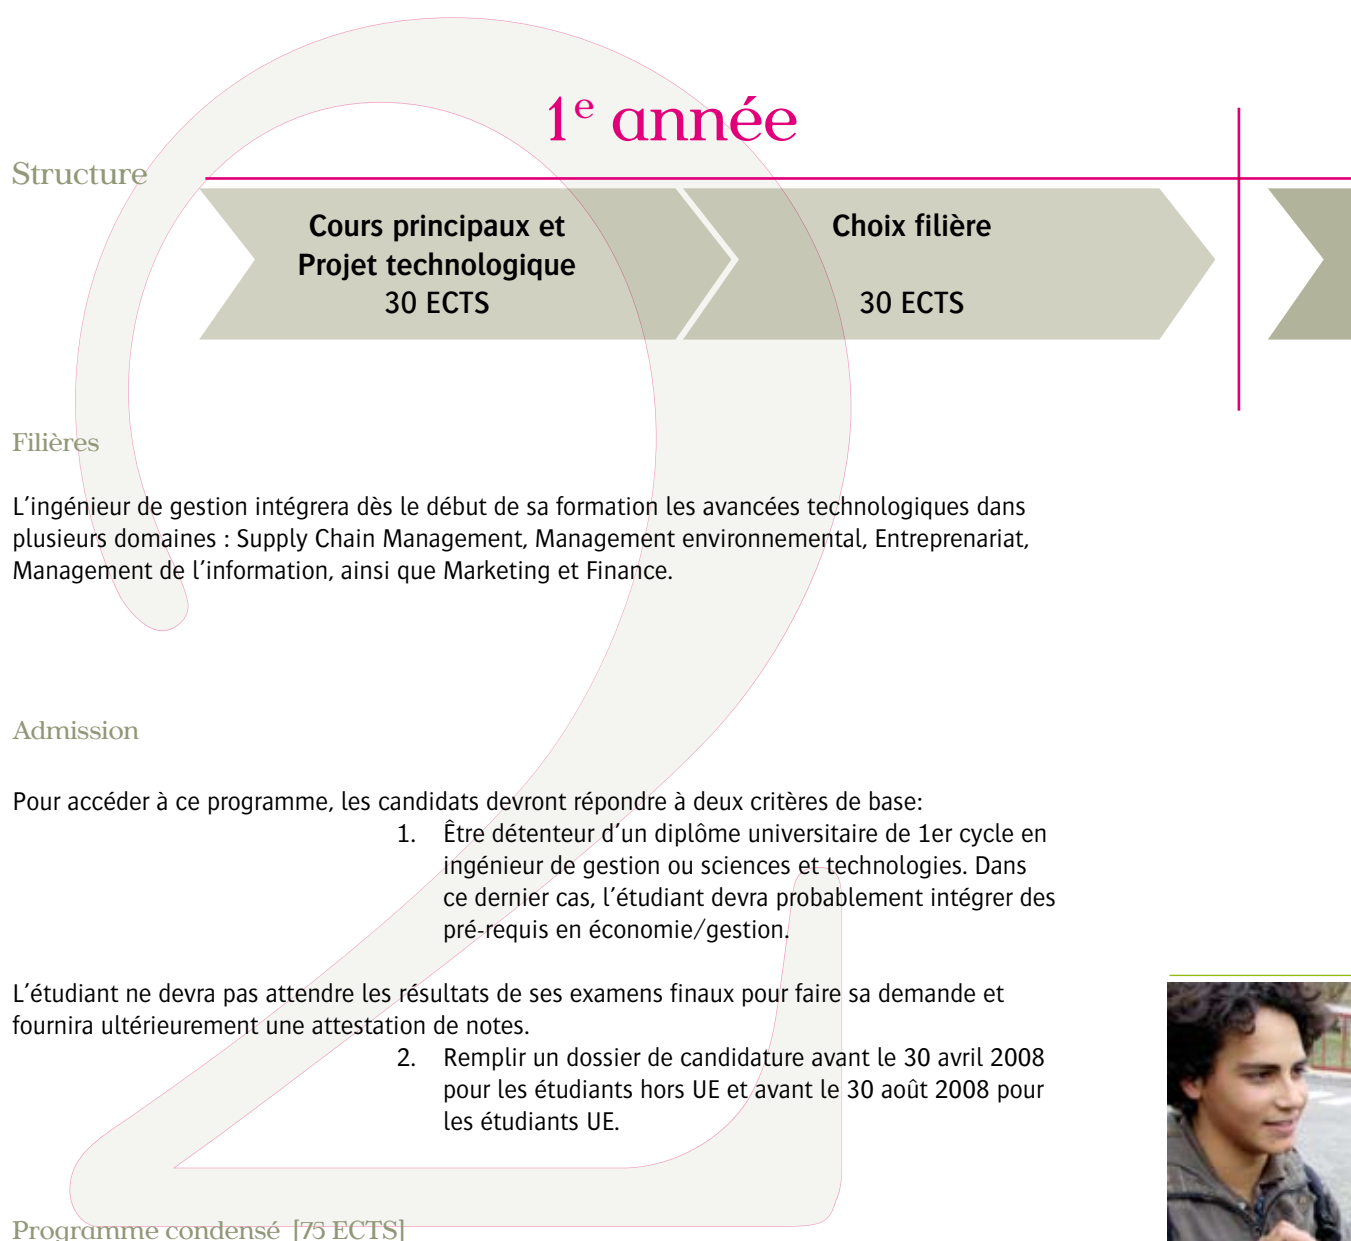 1e année
Structure
Cours principaux et
Projet technologique
30 ECTS
Choix filière
30 ECTS
Filières
L’ingénieur de gestion intégrera dès le début de sa formation les avancées technologiques dans
plusieurs domaines : Supply Chain Management, Management environnemental, Entreprenariat,
Management de l’information, ainsi que Marketing et Finance.
Admission
Pour accéder à ce programme, les candidats devront répondre à deux critères de base:
1. Être détenteur d’un diplôme universitaire de 1er cycle en
ingénieur de gestion ou sciences et technologies. Dans
ce dernier cas, l’étudiant devra probablement intégrer des
pré-requis en économie/gestion.
L’étudiant ne devra pas attendre les résultats de ses examens finaux pour faire sa demande et
fournira ultérieurement une attestation de notes.
2. Remplir un dossier de candidature avant le 30 avril 2008
pour les étudiants hors UE et avant le 30 août 2008 pour
les étudiants UE.
Programme condensé [75 ECTS]
2